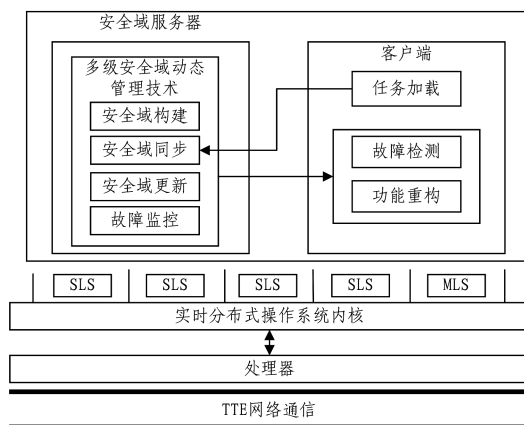 安全域服务器
多级安全域动态
管理技术
安全域构建
安全域同步
安全域更新
故障监控
客户端
任务加载
故障检测
功能重构
SLS
SLS
SLS
SLS
MLS
实时分布式操作系统内核
处理器
TTE网络通信